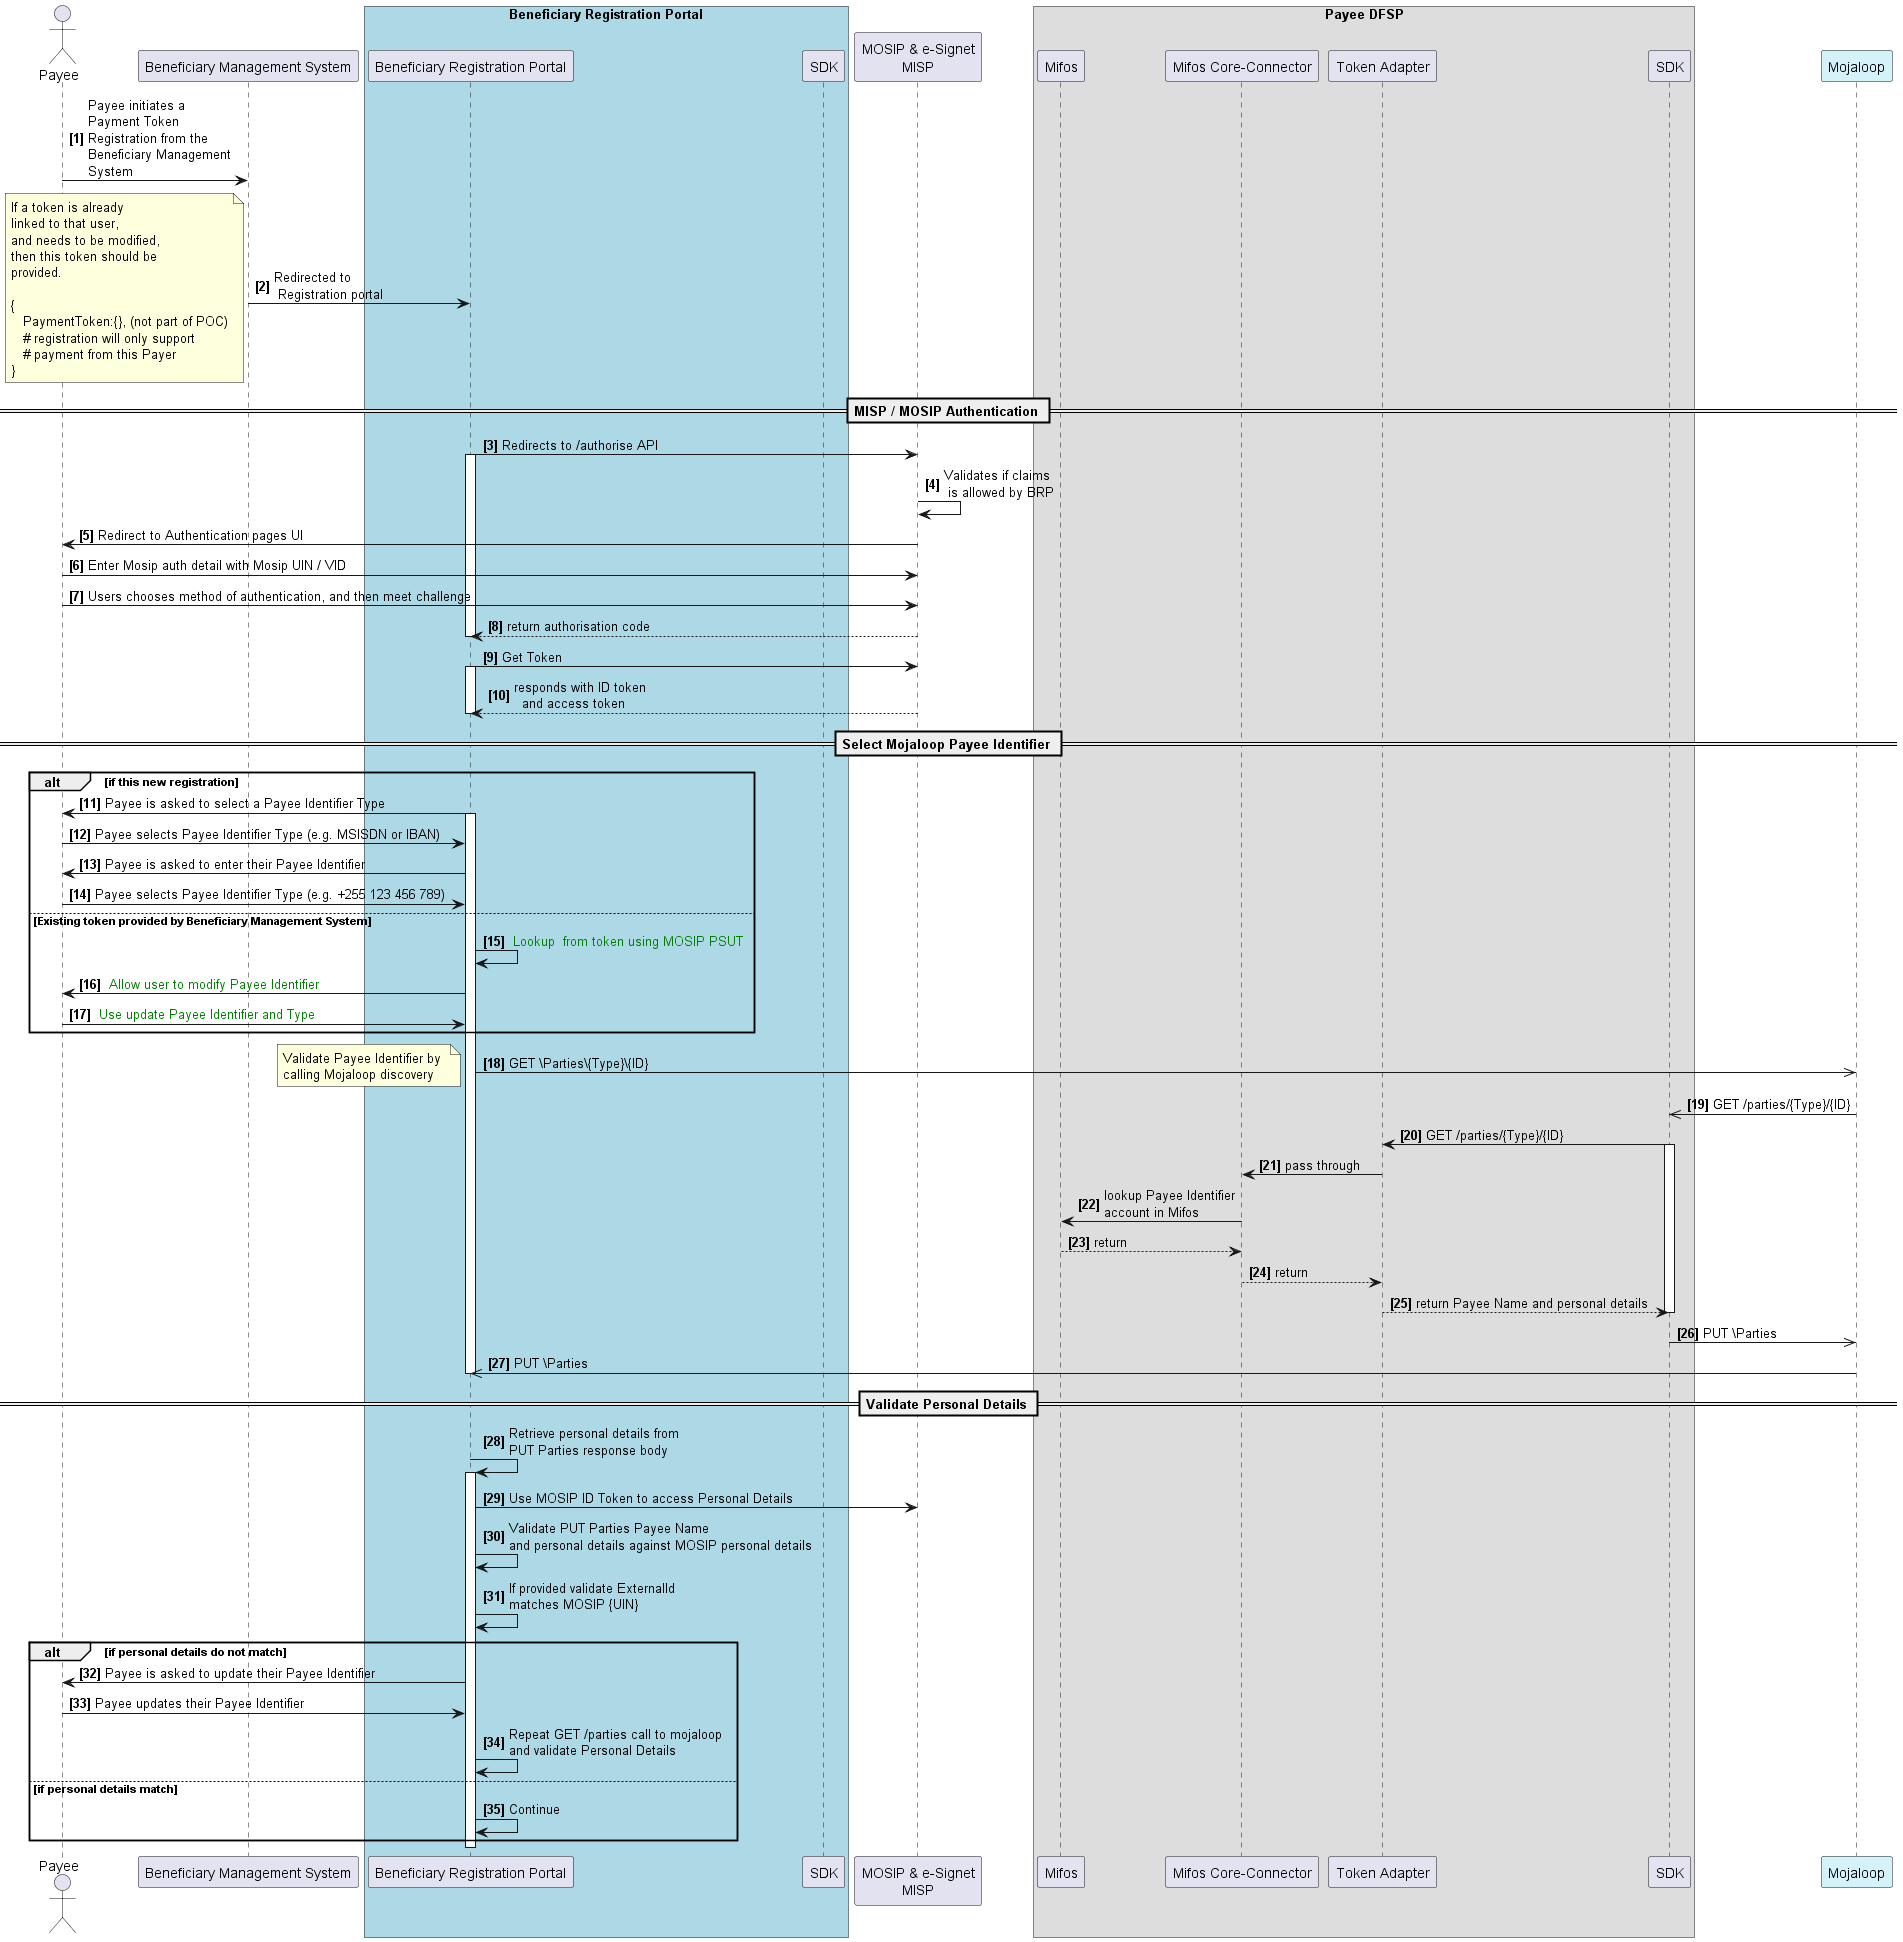 Beneficiary Registration Portal
Payee DFSP
Payee
Beneficiary Management System
Beneficiary Registration Portal
SDK
MOSIP & e-Signet
MISP
Mifos
Mifos Core-Connector
Token Adapter
SDK
Mojaloop
[1] Payee initiates a
Payment Token
Registration from the
Beneficiary Management
System
If a token is already
linked to that user,
and needs to be modified,
then this token should be
provided.
{
PaymentToken:{}, (not part of POC)
# registration will only support
# payment from this Payer
}
[2] Redirected to
Registration portal
MISP / MOSIP Authentication
[3] Redirects to /authorise API
[4] Validates if claims
is allowed by BRP
[5] Redirect to Authentication pages UI
[6] Enter Mosip auth detail with Mosip UIN / VID
[7] Users chooses method of authentication, and then meet challenge
[8] return authorisation code
[9] Get Token
[10] responds with ID token
and access token
Select Mojaloop Payee Identifier
alt [if this new registration]
[11] Payee is asked to select a Payee Identifier Type
[12] Payee selects Payee Identifier Type (e.g. MSISDN or IBAN)
[13] Payee is asked to enter their Payee Identifier
[14] Payee selects Payee Identifier Type (e.g. +255 123 456 789)
[Existing token provided by Beneficiary Management System]
[15] Lookup from token using MOSIP PSUT
[16] Allow user to modify Payee Identifier
[17] Use update Payee Identifier and Type
Validate Payee Identifier by
calling Mojaloop discovery
[18] GET \Parties\{Type}\{ID}
[19] GET /parties/{Type}/{ID}
[20] GET /parties/{Type}/{ID}
[21] pass through
[22] lookup Payee Identifier
account in Mifos
[23] return
[24] return
[25] return Payee Name and personal details
[26] PUT \Parties
[27] PUT \Parties
Validate Personal Details
[28] Retrieve personal details from
PUT Parties response body
[29] Use MOSIP ID Token to access Personal Details
[30] Validate PUT Parties Payee Name
and personal details against MOSIP personal details
[31] If provided validate ExternalId
matches MOSIP {UIN}
alt [if personal details do not match]
[32] Payee is asked to update their Payee Identifier
[33] Payee updates their Payee Identifier
[34] Repeat GET /parties call to mojaloop
and validate Personal Details
[if personal details match]
[35] Continue
Payee
Beneficiary Management System
Beneficiary Registration Portal
SDK
MOSIP & e-Signet
MISP
Mifos
Mifos Core-Connector
Token Adapter
SDK
Mojaloop